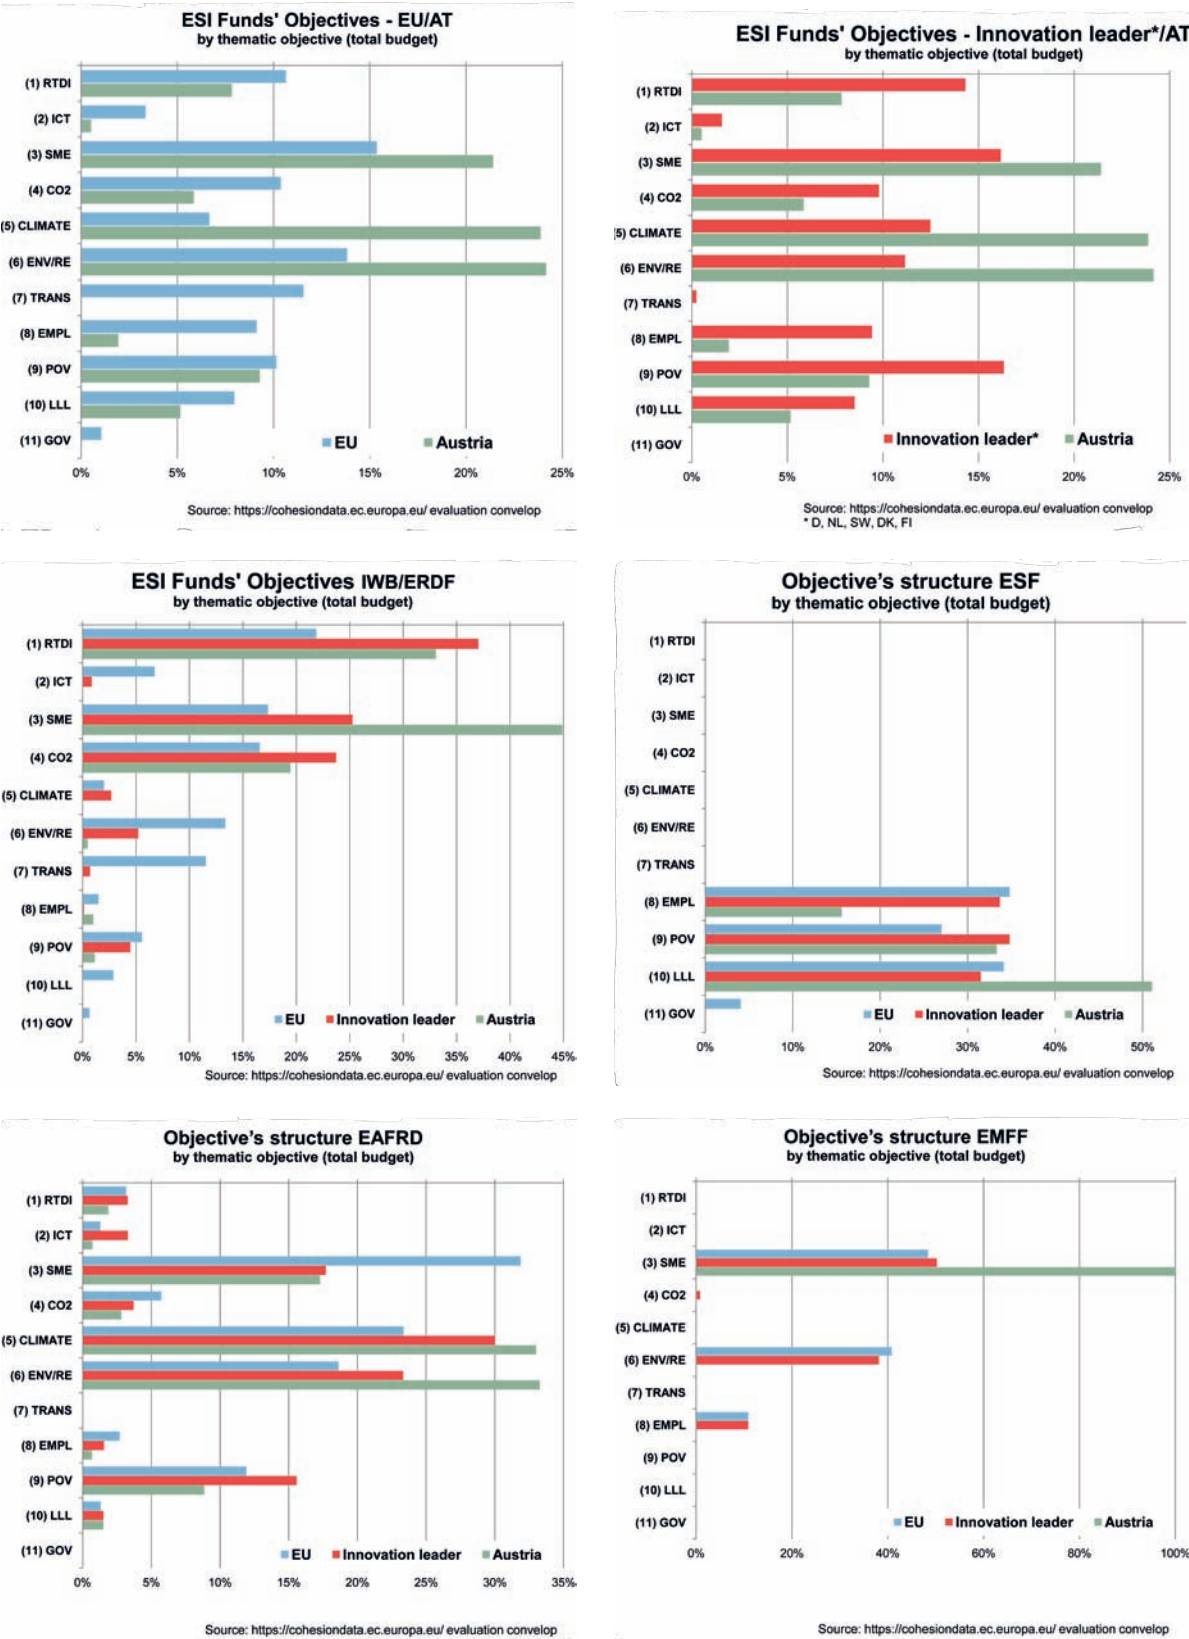 ESI Funds' Objectives - EU/AT
by thematic objective (total budget)
(1) RTDI
(2) ICT
(3) SME
(4) CO2
(5) CLIMATE
(6) ENV/RE
(7) TRANS
(8) EMPL
(9) POV
(10) LLL
(11) GOV
EU Austria
0% 5% 10% 15% 20% 25%
Source: https://cohesiondata.ec.europa.eu/ evaluation convelop
ESI Funds' Objectives - Innovation leader*/AT
by thematic objective (total budget)
(1) RTDI
(2) ICT
(3) SME
(4) CO2
5) CLIMATE
(6) ENV/RE
(7) TRANS
(8) EMPL
(9) POV
(10) LLL
(11) GOV
Innovation leader* Austria
0% 5% 10% 15% 20% 25%
Source: https://cohesiondata.ec.europa.eu/ evaluation convelop
* D, NL, SW, DK, FI
ESI Funds' Objectives IWB/ERDF
by thematic objective (total budget)
(1) RTDI
(2) ICT
(3) SME
(4) CO2
(5) CLIMATE
(6) ENV/RE
(7) TRANS
(8) EMPL
(9) POV
(10) LLL
(11) GOV
EU Innovation leader Austria
0% 5% 10% 15% 20% 25% 30% 35% 40% 45%
Source: https://cohesiondata.ec.europa.eu/ evaluation convelop
Objective's structure ESF
by thematic objective (total budget)
(1) RTDI
(2) ICT
(3) SME
(4) CO2
(5) CLIMATE
(6) ENV/RE
(7) TRANS
(8) EMPL
(9) POV
(10) LLL
(11) GOV
EU Innovation leader Austria
0% 10% 20% 30% 40% 50%
Source: https://cohesiondata.ec.europa.eu/ evaluation convelop
Objective's structure EAFRD
by thematic objective (total budget)
(1) RTDI
(2) ICT
(3) SME
(4) CO2
(5) CLIMATE
(6) ENV/RE
(7) TRANS
(8) EMPL
(9) POV
(10) LLL
(11) GOV
EU Innovation leader Austria
0% 5% 10% 15% 20% 25% 30% 35%
Source: https://cohesiondata.ec.europa.eu/ evaluation convelop
Objective's structure EMFF
by thematic objective (total budget)
(1) RTDI
(2) ICT
(3) SME
(4) CO2
(5) CLIMATE
(6) ENV/RE
(7) TRANS
(8) EMPL
(9) POV
(10) LLL
(11) GOV
EU Innovation leader Austria
0% 20% 40% 60% 80% 100%
Source: https://cohesiondata.ec.europa.eu/ evaluation convelop